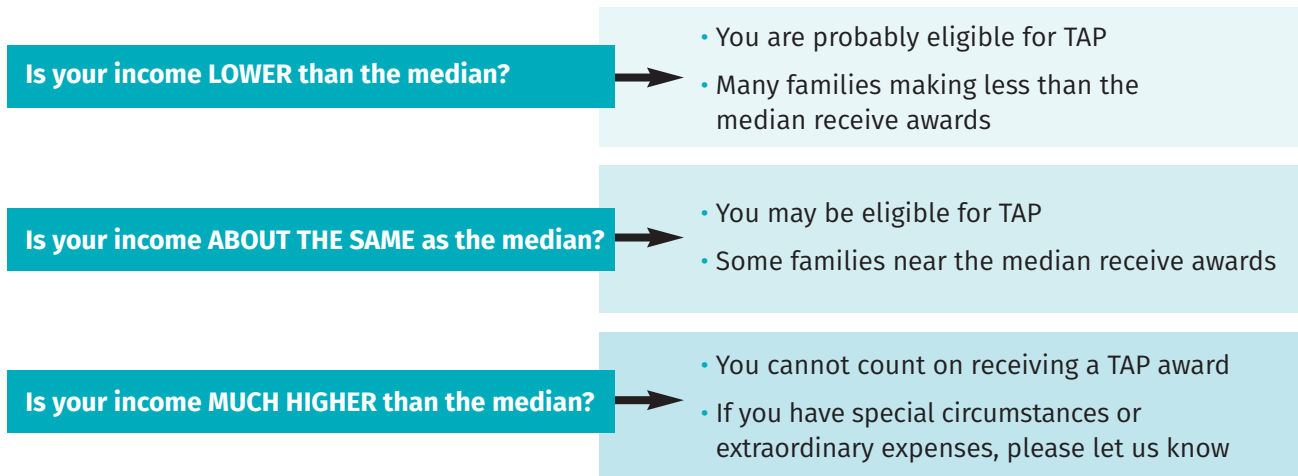 Is your income LOWER than the median?
• You are probably eligible for TAP
• Many families making less than the
median receive awards
Is your income ABOUT THE SAME as the median?
• You may be eligible for TAP
• Some families near the median receive awards
Is your income MUCH HIGHER than the median?
• You cannot count on receiving a TAP award
• If you have special circumstances or
extraordinary expenses, please let us know